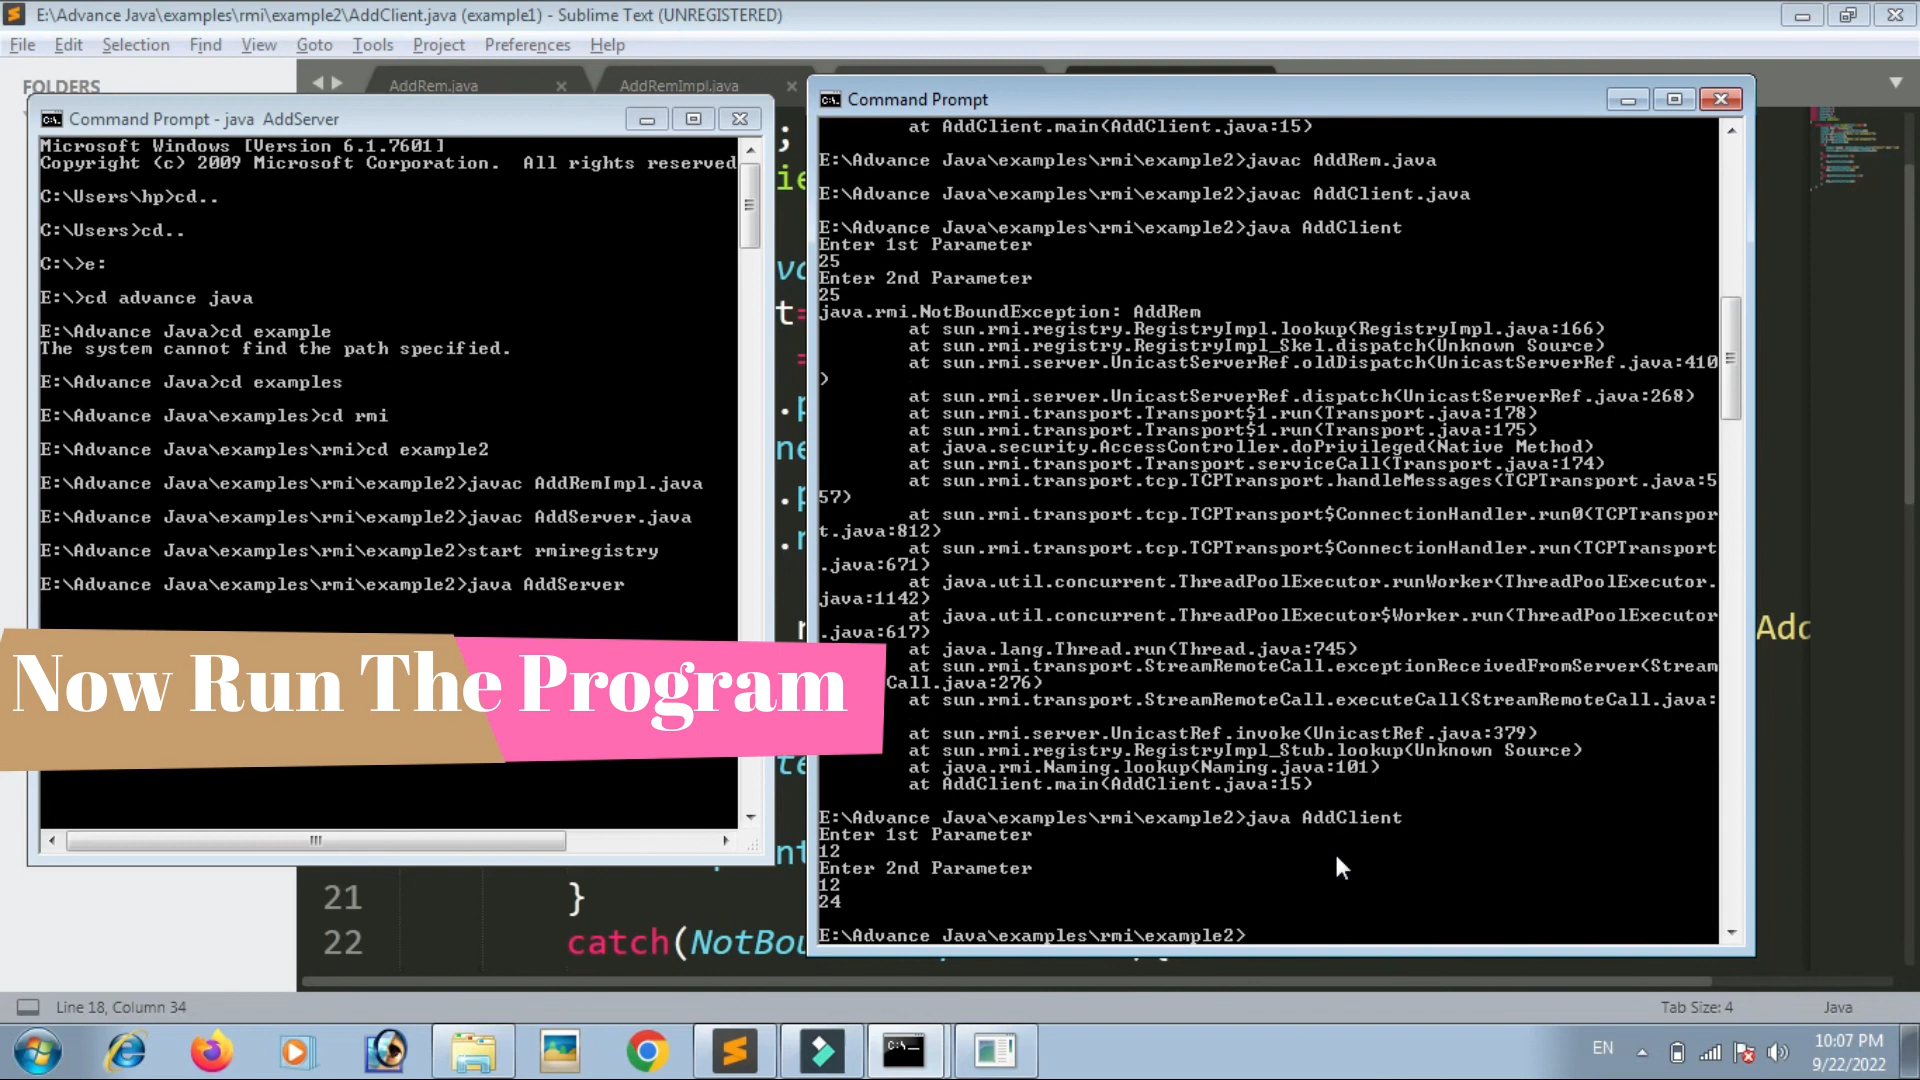 E:\Advance Java\examples\rmi\example2\AddClient.java (example1) - Sublime Text (UNREGISTERED)
File Edit Selection Find View Goto Tools Project Preferences Help
FOLDERS
AddRem.java
AddRemImpl.java
Command Prompt - java AddServer
Microsoft Windows [Version 6.1.7601]
Copyright (c) 2009 Microsoft Corporation. All rights reserved
C:\Users\hp>cd..
C:\Users>cd..
C:\>e:
E:\>cd advance java
E:\Advance Java>cd example
The system cannot find the path specified.
E:\Advance Java>cd examples
E:\Advance Java\examples>cd rmi
E:\Advance Java\examples\rmi>cd example2
E:\Advance Java\examples\rmi\example2>javac AddRemImpl.java
E:\Advance Java\examples\rmi\example2>javac AddServer.java
E:\Advance Java\examples\rmi\example2>start rmiregistry
E:\Advance Java\examples\rmi\example2>java AddServer
Now Run The Program
Command Prompt
at AddClient.main(AddClient.java:15)
E:\Advance Java\examples\rmi\example2>javac AddRem.java
E:\Advance Java\examples\rmi\example2>javac AddClient.java
E:\Advance Java\examples\rmi\example2>java AddClient
Enter 1st Parameter
25
Enter 2nd Parameter
25
java.rmi.NotBoundException: AddRem
at sun.rmi.registry.RegistryImpl.lookup(RegistryImpl.java:166)
at sun.rmi.registry.RegistryImpl_Skel.dispatch(Unknown Source)
at sun.rmi.server.UnicastServerRef.oldDispatch(UnicastServerRef.java:410
)
at sun.rmi.server.UnicastServerRef.dispatch(UnicastServerRef.java:268)
at sun.rmi.transport.Transport$1.run(Transport.java:178)
at sun.rmi.transport.Transport$1.run(Transport.java:175)
at java.security.AccessController.doPrivileged(Native Method)
at sun.rmi.transport.Transport.serviceCall(Transport.java:174)
at sun.rmi.transport.tcp.TCPTransport.handleMessages(TCPTransport.java:5
57)
at sun.rmi.transport.tcp.TCPTransport$ConnectionHandler.run0(TCPTranspor
t.java:812)
at sun.rmi.transport.tcp.TCPTransport$ConnectionHandler.run(TCPTransport
.java:671)
at java.util.concurrent.ThreadPoolExecutor.runWorker(ThreadPoolExecutor.
java:1142)
at java.util.concurrent.ThreadPoolExecutor$Worker.run(ThreadPoolExecutor
.java:617)
at java.lang.Thread.run(Thread.java:745)
at sun.rmi.transport.StreamRemoteCall.exceptionReceivedFromServer(Stream
Call.java:276)
at sun.rmi.transport.StreamRemoteCall.executeCall(StreamRemoteCall.java:
at sun.rmi.server.UnicastRef.invoke(UnicastRef.java:379)
at sun.rmi.registry.RegistryImpl_Stub.lookup(Unknown Source)
at java.rmi.Naming.lookup(Naming.java:101)
at AddClient.main(AddClient.java:15)
E:\Advance Java\examples\rmi\example2>java AddClient
Enter 1st Parameter
12
Enter 2nd Parameter
12
24
E:\Advance Java\examples\rmi\example2>
21 }
22 catch(NotBou
Add
Line 18, Column 34
Tab Size: 4
Java
EN
10:07 PM
9/22/2022